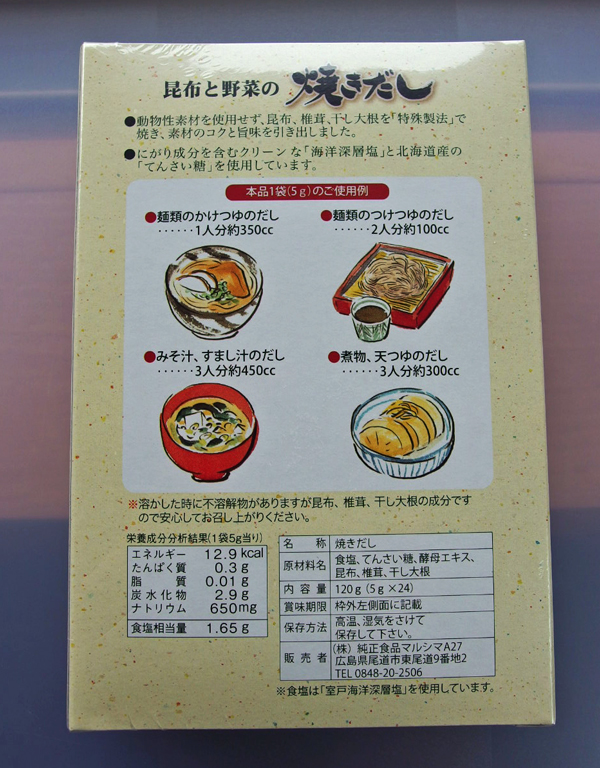 昆布と野菜の 焼きだし
●動物性素材を使用せず、昆布、椎茸、干し大根を「特殊製法」で
焼き、素材のコクと旨味を引き出しました。
●にがり成分を含むクリーンな「海洋深層塩」と北海道産の
「てんさい糖」を使用しています。
本品1袋(5g)のご使用例
●麺類のかけつゆのだし
‥‥‥1人分約350cc
●麺類のつけつゆのだし
‥‥‥2人分約100cc
●みそ汁、すまし汁のだし
‥‥‥3人分約450cc
●煮物、天つゆのだし
‥‥‥3人分約300cc
※溶かした時に不溶解物がありますが昆布、椎茸、干し大根の成分です
ので安心してお召し上がりください。
栄養成分分析結果(1袋5g当り)
エネルギー 12.9 kcal
たんぱく質 0.3 g
脂質 0.01 g
炭水化物 2.9 g
ナトリウム 650mg
食塩相当量 1.65 g
名称 焼きだし
原材料名 食塩、てんさい糖、酵母エキス、
昆布、椎茸、干し大根
内容量 120g (5g×24)
賞味期限 枠外左側面に記載
保存方法 高温、湿気をさけて
保存して下さい。
販売者 (株) 純正食品マルシマA27
広島県尾道市東尾道9番地2
TEL 0848-20-2506
※食塩は「室戸海洋深層塩」を使用しています。